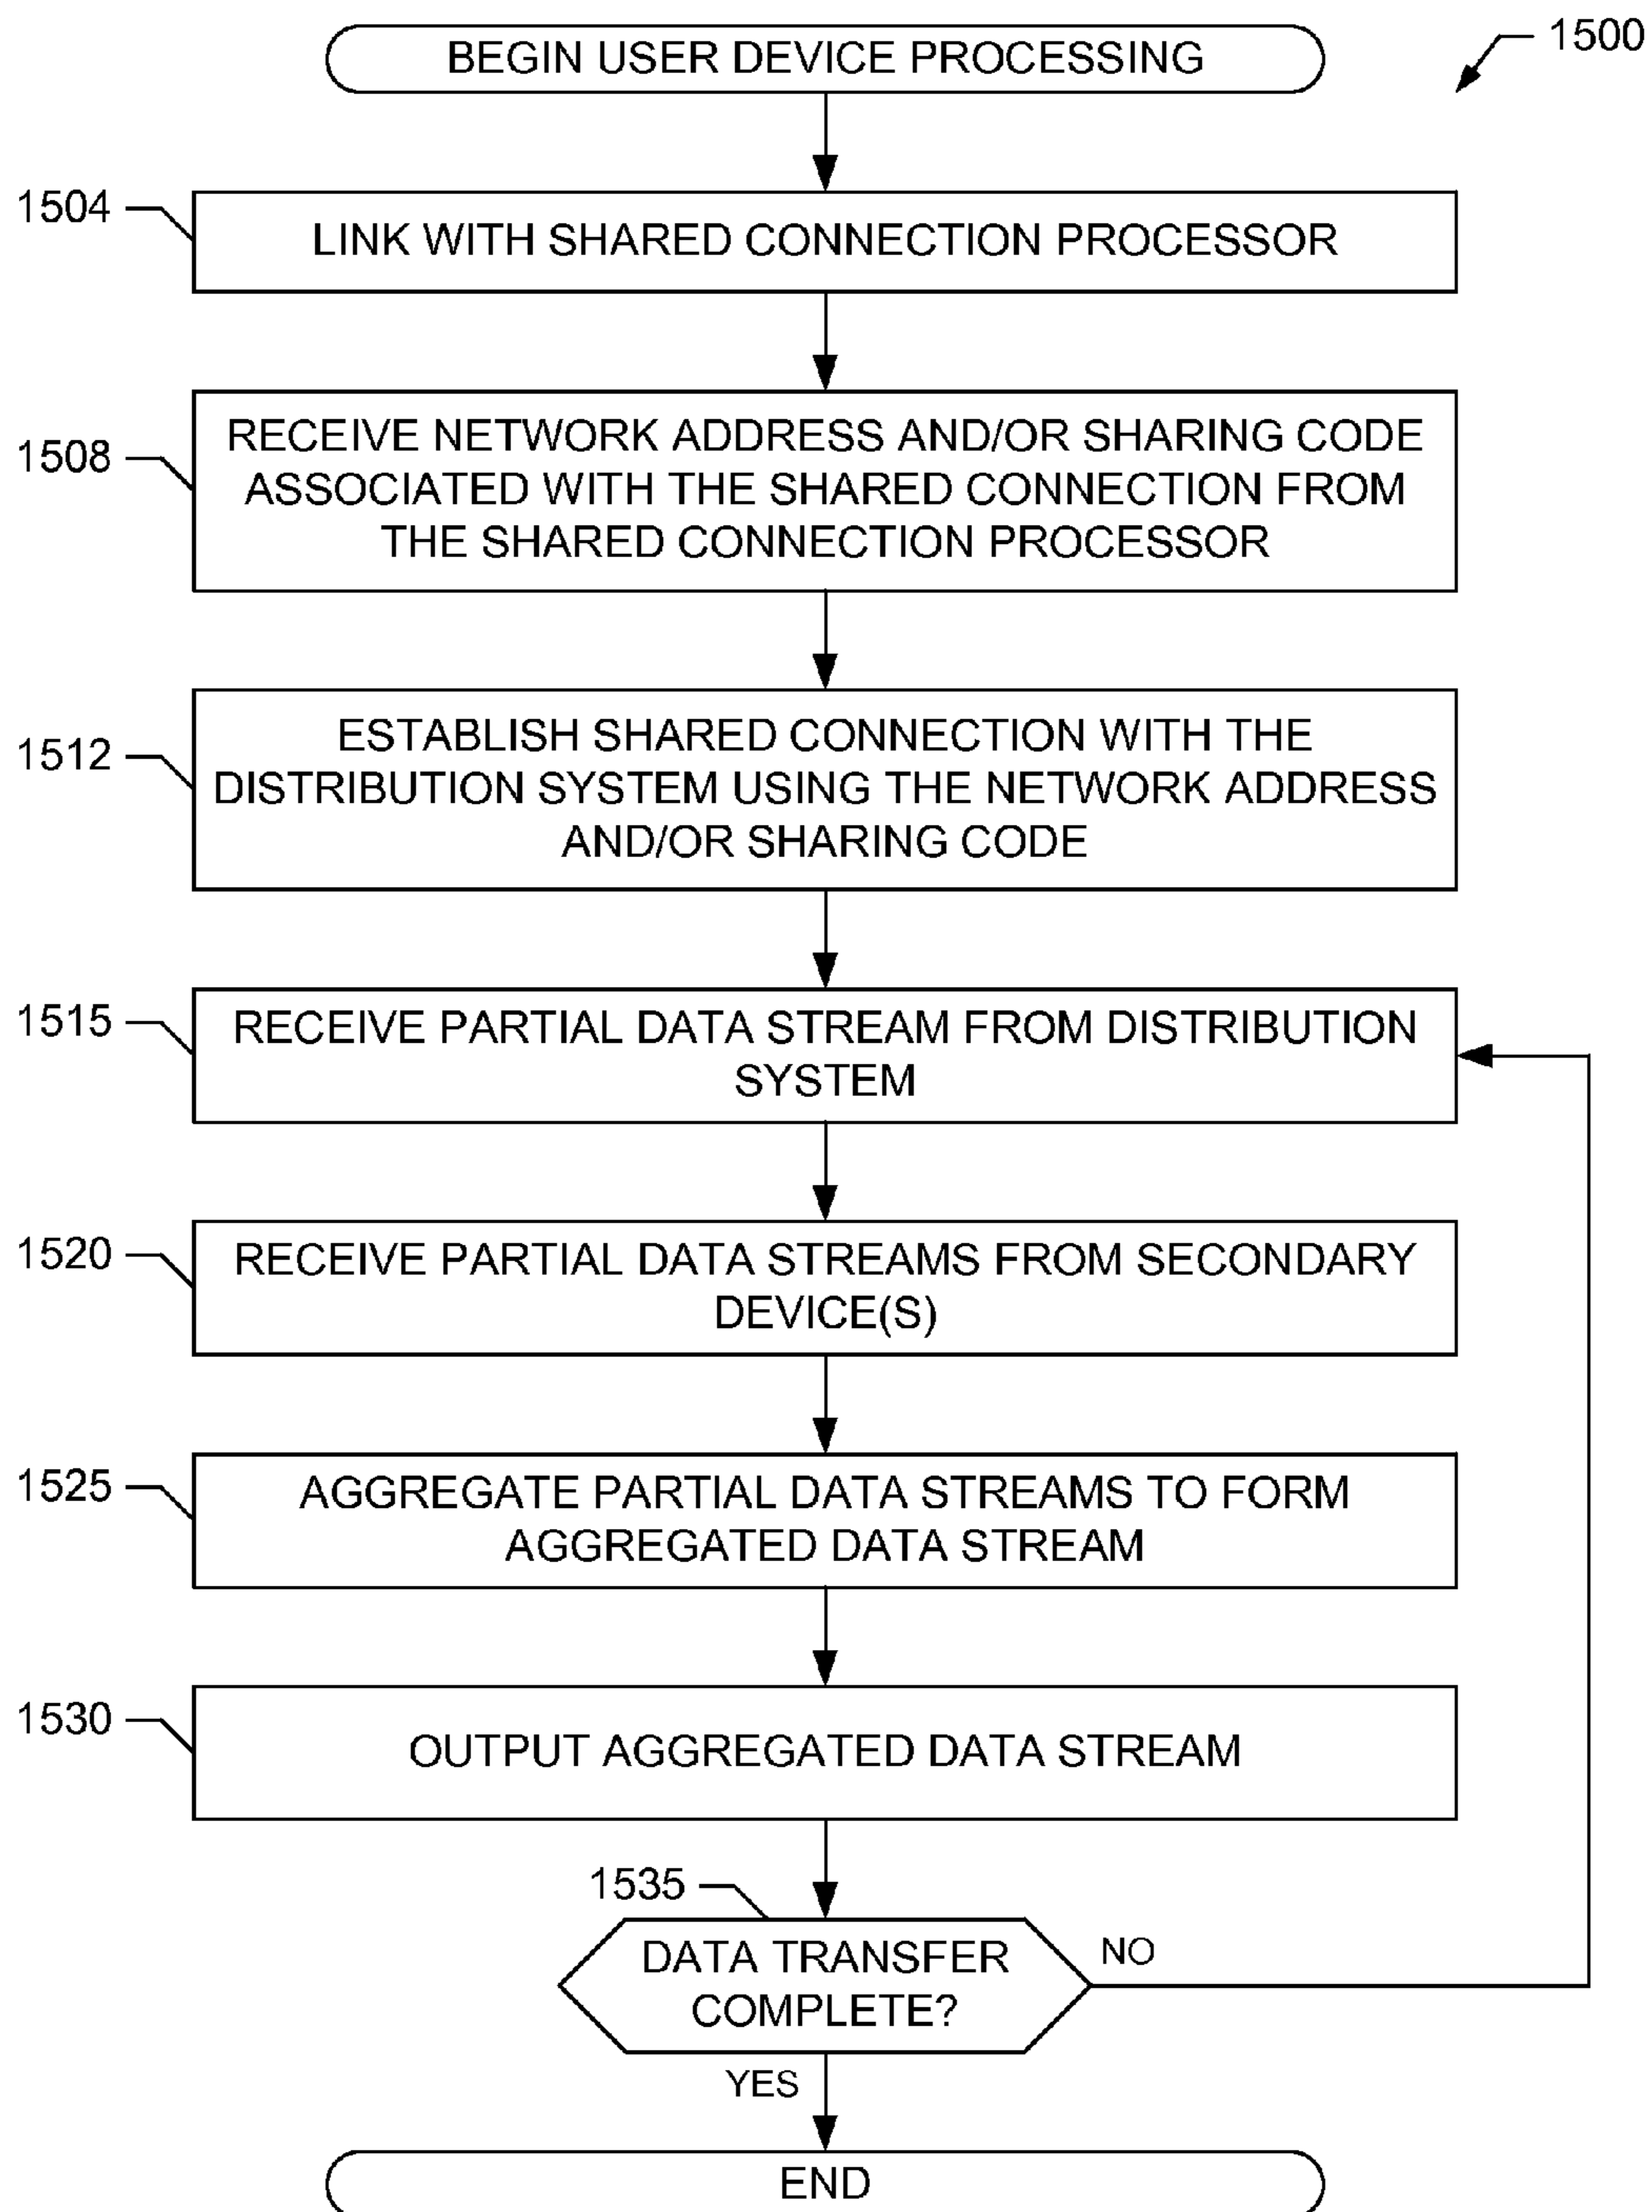 BEGIN USER DEVICE PROCESSING
1500
1504
LINK WITH SHARED CONNECTION PROCESSOR
1508
RECEIVE NETWORK ADDRESS AND/OR SHARING CODE
ASSOCIATED WITH THE SHARED CONNECTION FROM
THE SHARED CONNECTION PROCESSOR
1512
ESTABLISH SHARED CONNECTION WITH THE
DISTRIBUTION SYSTEM USING THE NETWORK ADDRESS
AND/OR SHARING CODE
1515
RECEIVE PARTIAL DATA STREAM FROM DISTRIBUTION
SYSTEM
1520
RECEIVE PARTIAL DATA STREAMS FROM SECONDARY
DEVICE(S)
1525
AGGREGATE PARTIAL DATA STREAMS TO FORM
AGGREGATED DATA STREAM
1530
OUTPUT AGGREGATED DATA STREAM
1535
DATA TRANSFER
COMPLETE?
NO
YES
END